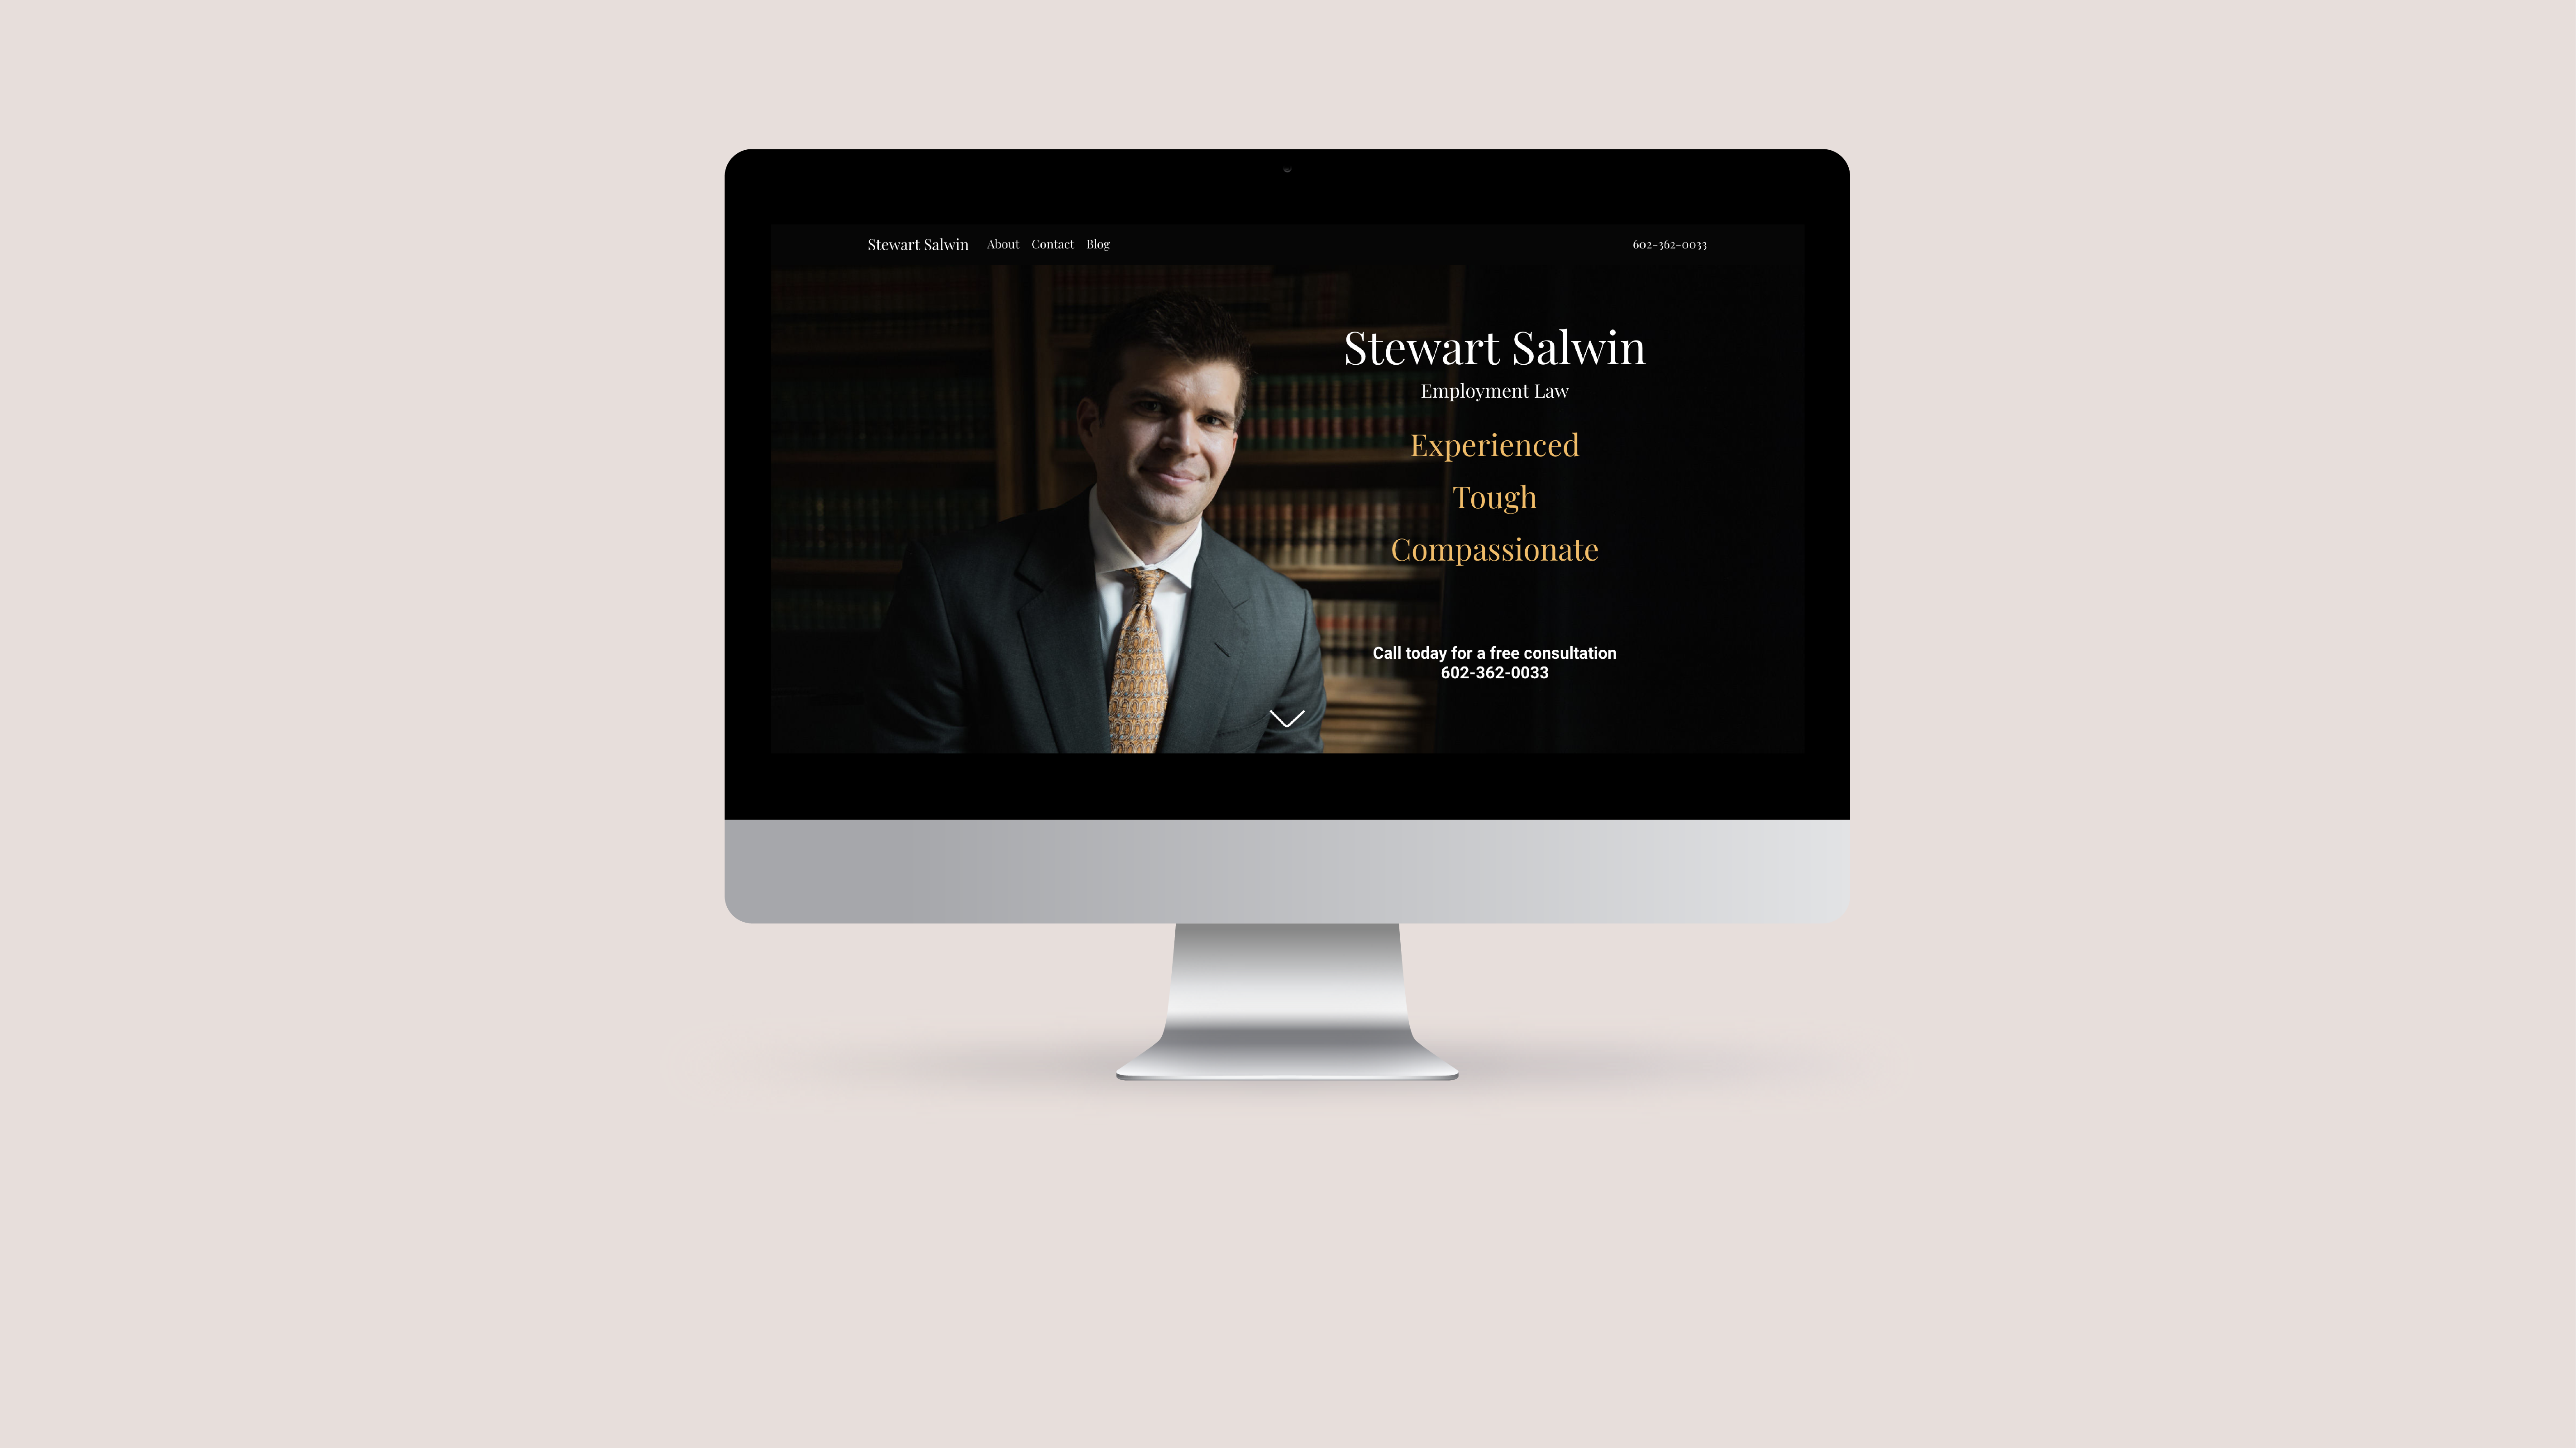 Stewart Salwin About Contact Blog 602-362-0033
Stewart Salwin
Employment Law
Experienced
Tough
Compassionate
Call today for a free consultation
602-362-0033